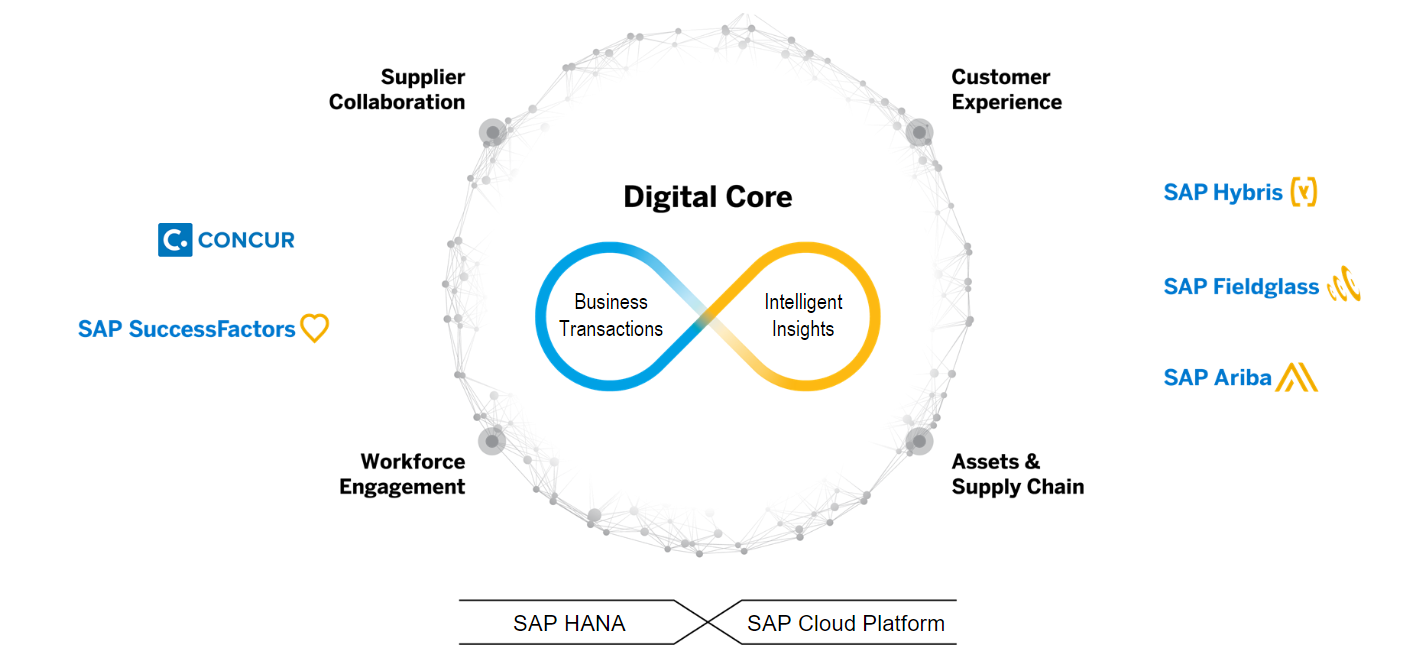 Supplier
Collaboration
Customer
Experience
Digital Core
SAP Hybris
CONCUR
SAP Fieldglass
Business
Transactions
Intelligent
Insights
SAP SuccessFactors
SAP Ariba
Workforce
Engagement
Assets &
Supply Chain
SAP HANA
SAP Cloud Platform